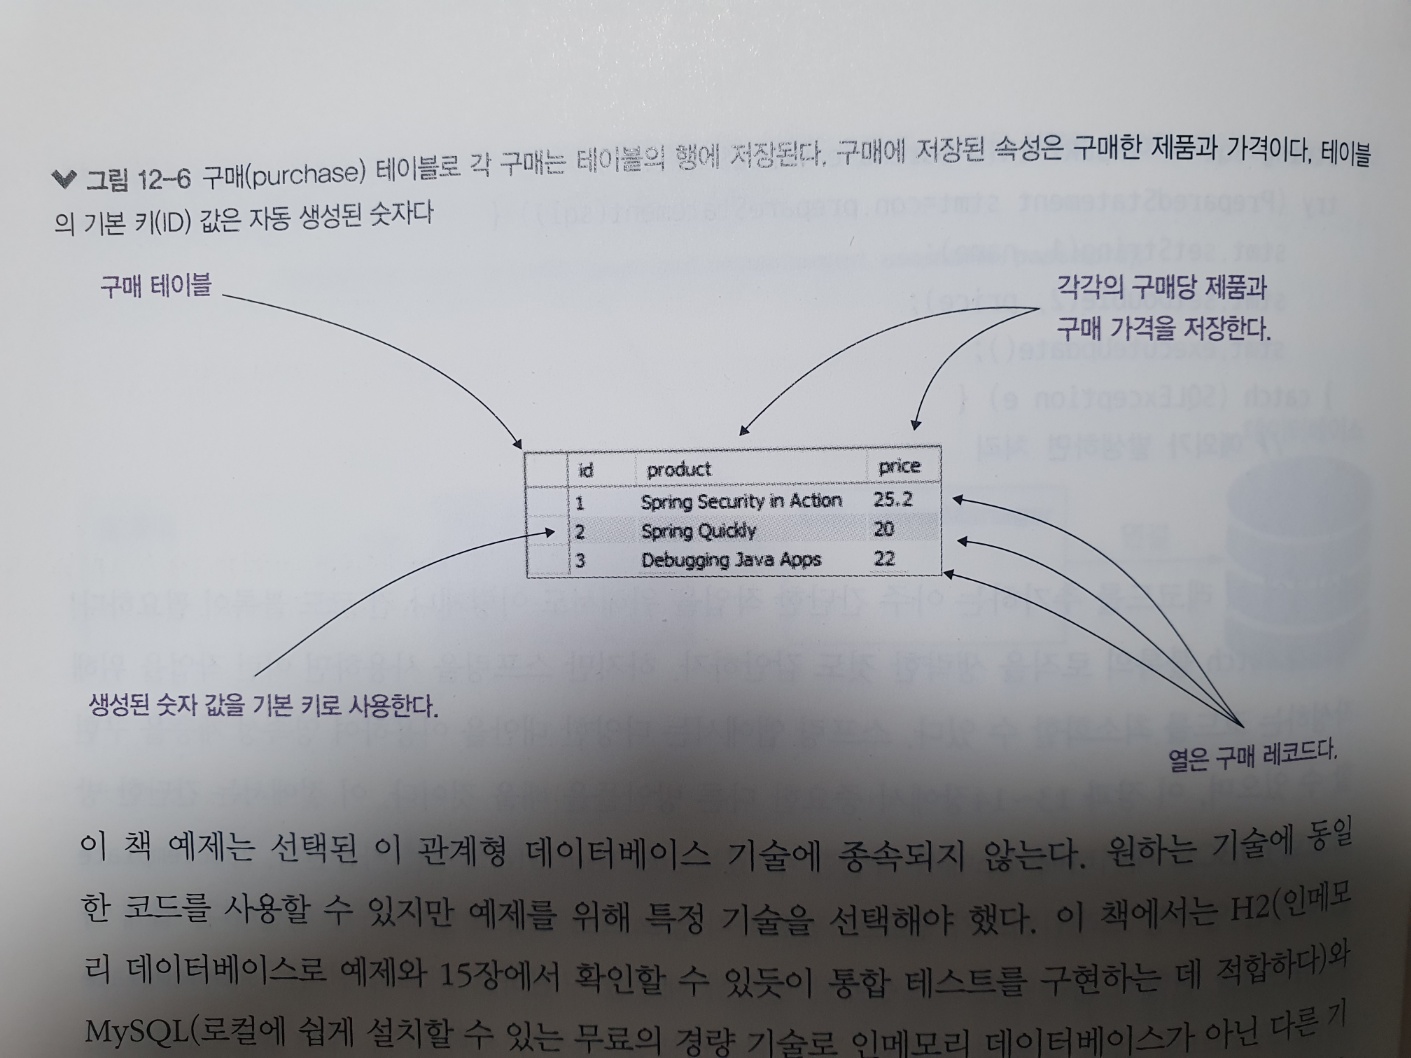 그림 12-6 구매(purchase) 테이블로 각 구매는 테이블의 행에 저장된다. 구매에 저장된 속성은 구매한 제품과 가격이다, 테이블
의 기본 키(ID) 값은 자동 생성된 숫자다
구매 테이블
각각의 구매당 제품과
구매 가격을 저장한다.
id product price
1 Spring Security in Action 25.2
2 Spring Quickly 20
3 Debugging Java Apps 22
생성된 숫자 값을 기본 키로 사용한다.
열은 구매 레코드다.
이 책 예제는 선택된 이 관계형 데이터베이스 기술에 종속되지 않는다. 원하는 기술에 동일
한 코드를 사용할 수 있지만 예제를 위해 특정 기술을 선택해야 했다. 이 책에서는 H2(인메모
리 데이터베이스로 예제와 15장에서 확인할 수 있듯이 통합 테스트를 구현하는 데 적합하다)와
MySQL(로컬에 쉽게 설치할 수 있는 무료의 경량 기술로 인메모리 데이터베이스가 아닌 다른 기